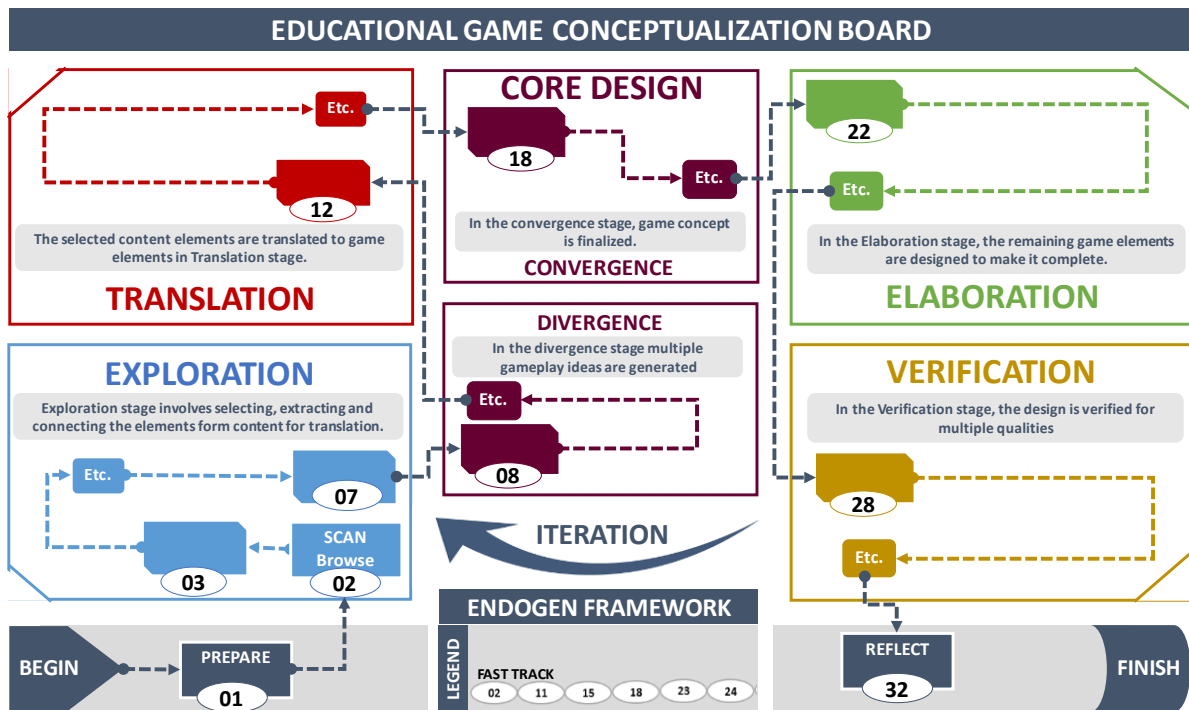 EDUCATIONAL GAME CONCEPTUALIZATION BOARD
Etc.
12
The selected content elements are translated to game
elements in Translation stage.
TRANSLATION
CORE DESIGN
18
Etc.
In the convergence stage, game concept
is finalized.
CONVERGENCE
22
Etc.
In the Elaboration stage, the remaining game elements
are designed to make it complete.
ELABORATION
EXPLORATION
Exploration stage involves selecting, extracting and
connecting the elements form content for translation.
Etc.
07
03
SCAN
Browse
02
DIVERGENCE
In the divergence stage multiple
gameplay ideas are generated
Etc.
08
ITERATION
VERIFICATION
In the Verification stage, the design is verified for
multiple qualities
28
Etc.
BEGIN
PREPARE
01
ENDOGEN FRAMEWORK
LEGEND
FAST TRACK
02 11 15 18 23 24
REFLECT
32
FINISH